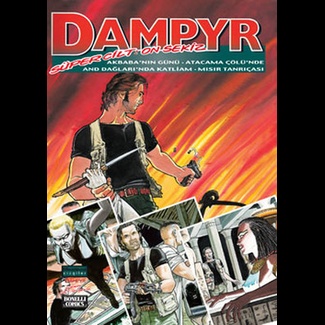 DAMPYR
SÜPER CİLT - ON SEKİZ
AKBABA'NIN GÜNÜ - ATACAMA ÇÖLÜ'NDE
AND DAĞLARI'NDA KATLİAM - MISIR TANRIÇASI
BONELLI
COMICS